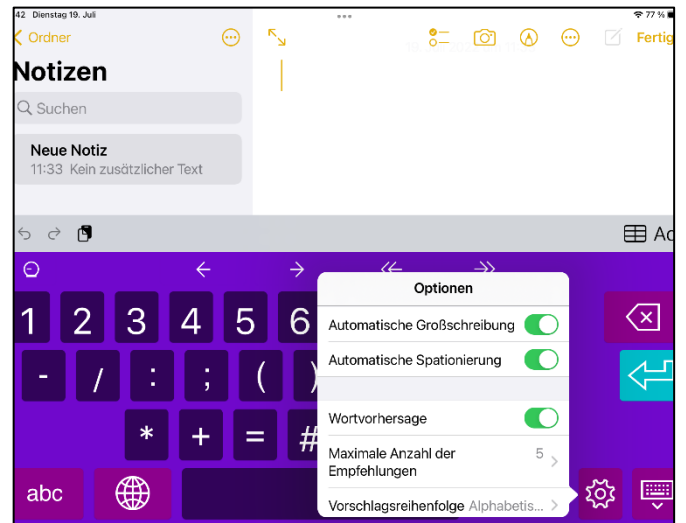 42 Dienstag 19. Juli
77 %
Ordner
Fertig
Notizen
Suchen
Neue Notiz
11:33 Kein zusätzlicher Text
Optionen
1 2 3 4 5 6
Automatische Großschreibung
- / : ; ( )
Automatische Spationierung
* + = #
Wortvorhersage
Maximale Anzahl der
Empfehlungen
5
abc
Vorschlagsreihenfolge Alphabetis...